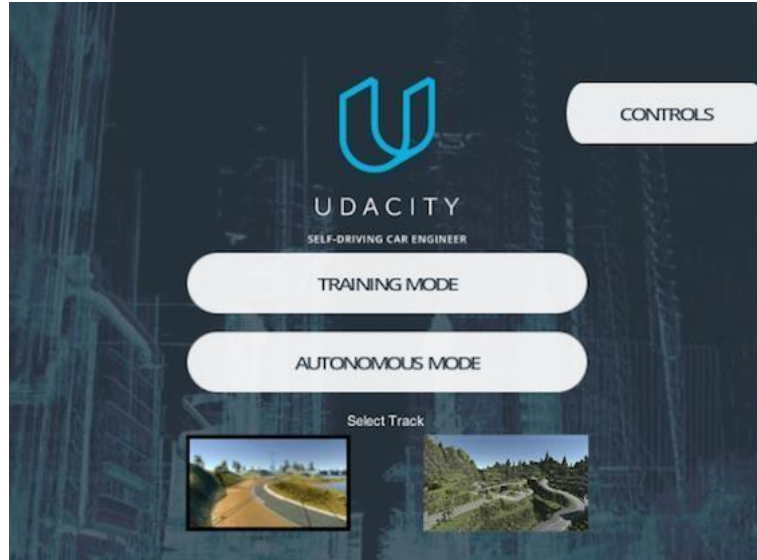 CONTROLS
UDACITY
SELF-DRIVING CAR ENGINEER
TRAINING MODE
AUTONOMOUS MODE
Select Track